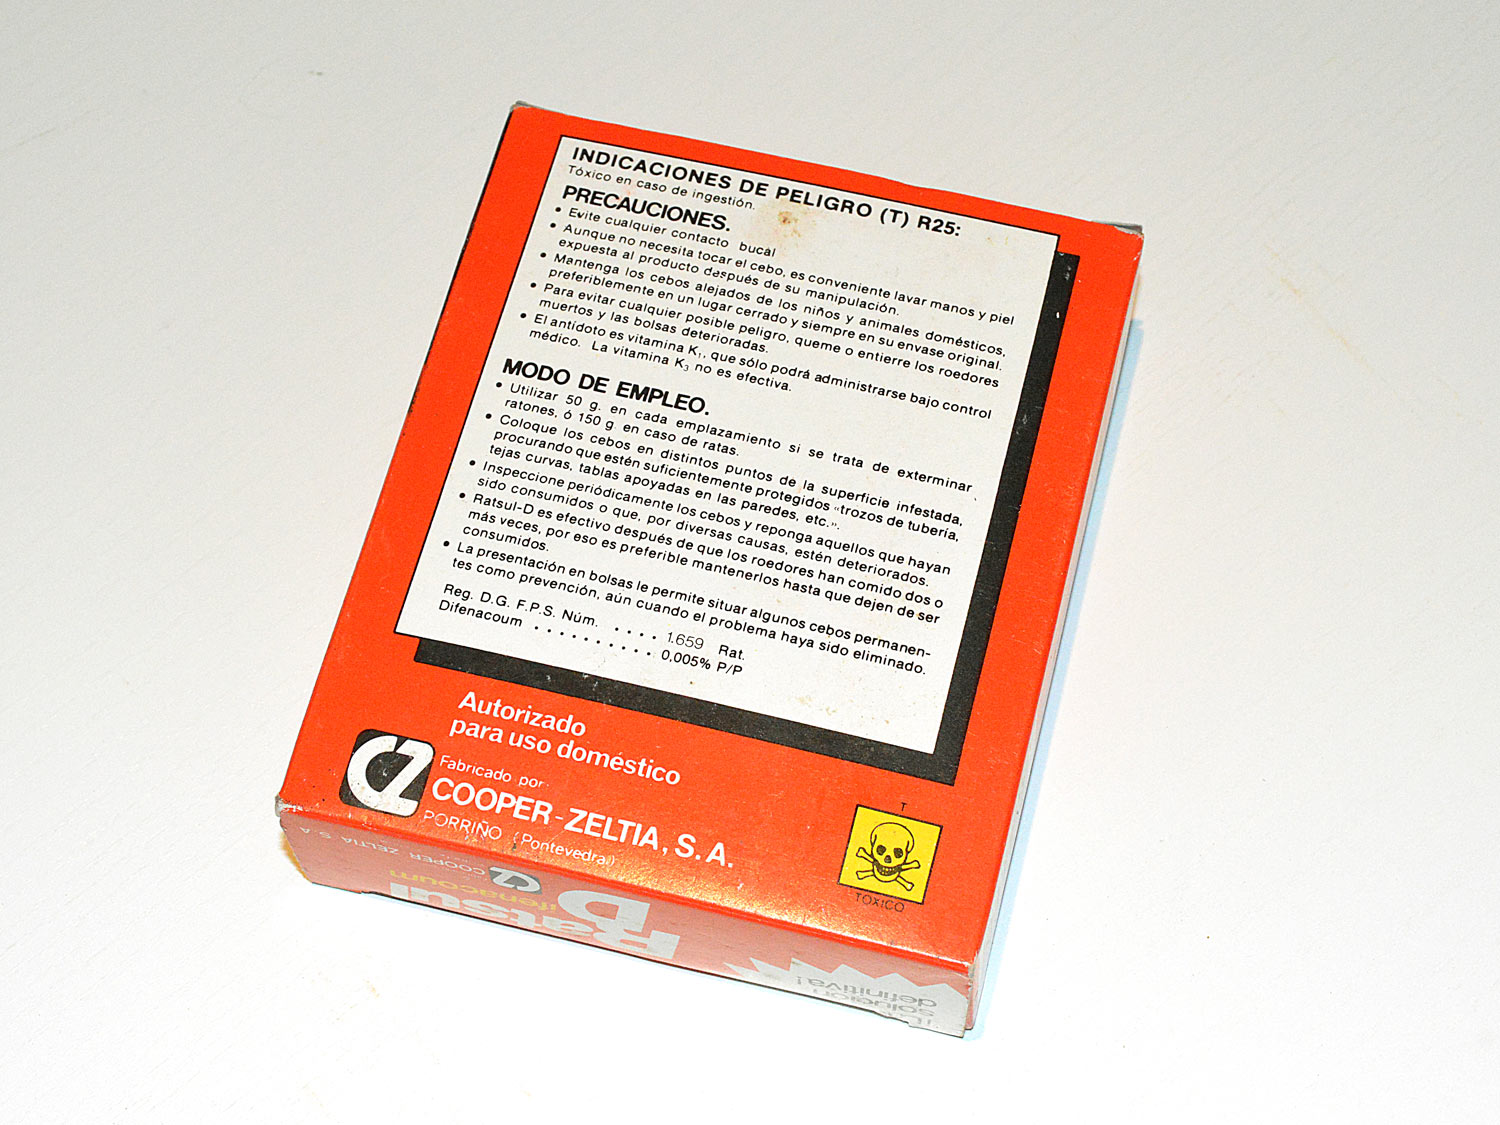 INDICACIONES DE PELIGRO (T) R25:
Tóxico en caso de ingestión.
PRECAUCIONES.
• Evite cualquier contacto bucal
• Aunque no necesita tocar el cebo, es conveniente lavar manos y piel
expuesta al producto después de su manipulación.
• Mantenga los cebos alejados de los niños y animales domésticos,
preferiblemente en un lugar cerrado y siempre en su envase original.
• Para evitar cualquier posible peligro, queme o entierre los roedores
muertos y las bolsas deterioradas.
• El antídoto es vitamina K₁, que sólo podrá administrarse bajo control
médico. La vitamina K₃ no es efectiva.
MODO DE EMPLEO.
• Utilizar 50 g. en cada emplazamiento si se trata de exterminar
ratones, ó 150 g. en caso de ratas.
• Coloque los cebos en distintos puntos de la superficie infestada,
procurando que estén suficientemente protegidos "trozos de tubería,
tejas curvas, tablas apoyadas en las paredes, etc.".
• Inspeccione periódicamente los cebos y reponga aquellos que hayan
sido consumidos o que, por diversas causas, estén deteriorados.
• Ratsul-D es efectivo después de que los roedores han comido dos o
más veces, por eso es preferible mantenerlos hasta que dejen de ser
consumidos.
• La presentación en bolsas le permite situar algunos cebos permanen-
tes como prevención, aún cuando el problema haya sido eliminado.
Reg. D.G. F.P.S. Núm. . . . . 1.659 Rat.
Difenacoum . . . . . . . . . . 0,005% P/P
Autorizado
para uso doméstico
CZ
Fabricado por:
COOPER-ZELTIA, S.A.
PORRIÑO (Pontevedra)
T
TOXICO
CZ COOPER ZELTIA S.A
Ratsul
D
ifenacoum
solución
definitiva!